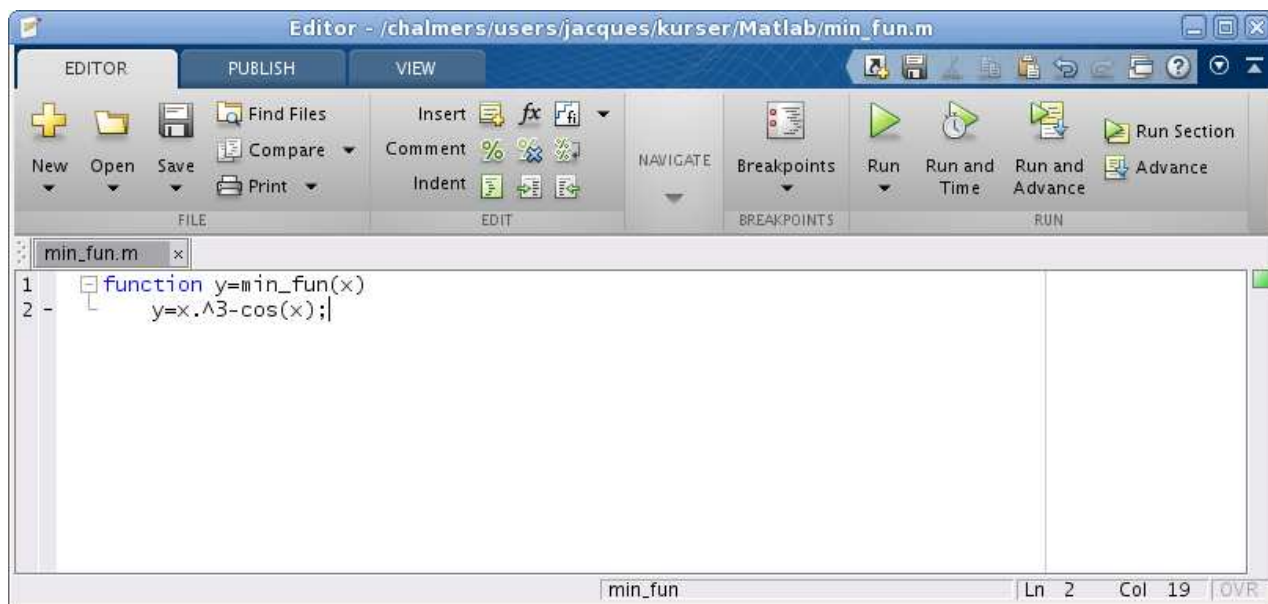 Editor - /chalmers/users/jacques/kurser/Matlab/min_fun.m
EDITOR PUBLISH VIEW
New
Open
Save
Find Files
Compare
Print
FILE
Insert fx fi
Comment % % %
Indent
EDIT
NAVIGATE
Breakpoints
BREAKPOINTS
Run
Run and Time
Run and Advance
Run Section
Advance
RUN
min_fun.m ×
1 function y=min_fun(x)
2 - y=x.^3-cos(x);
min_fun Ln 2 Col 19 OVR